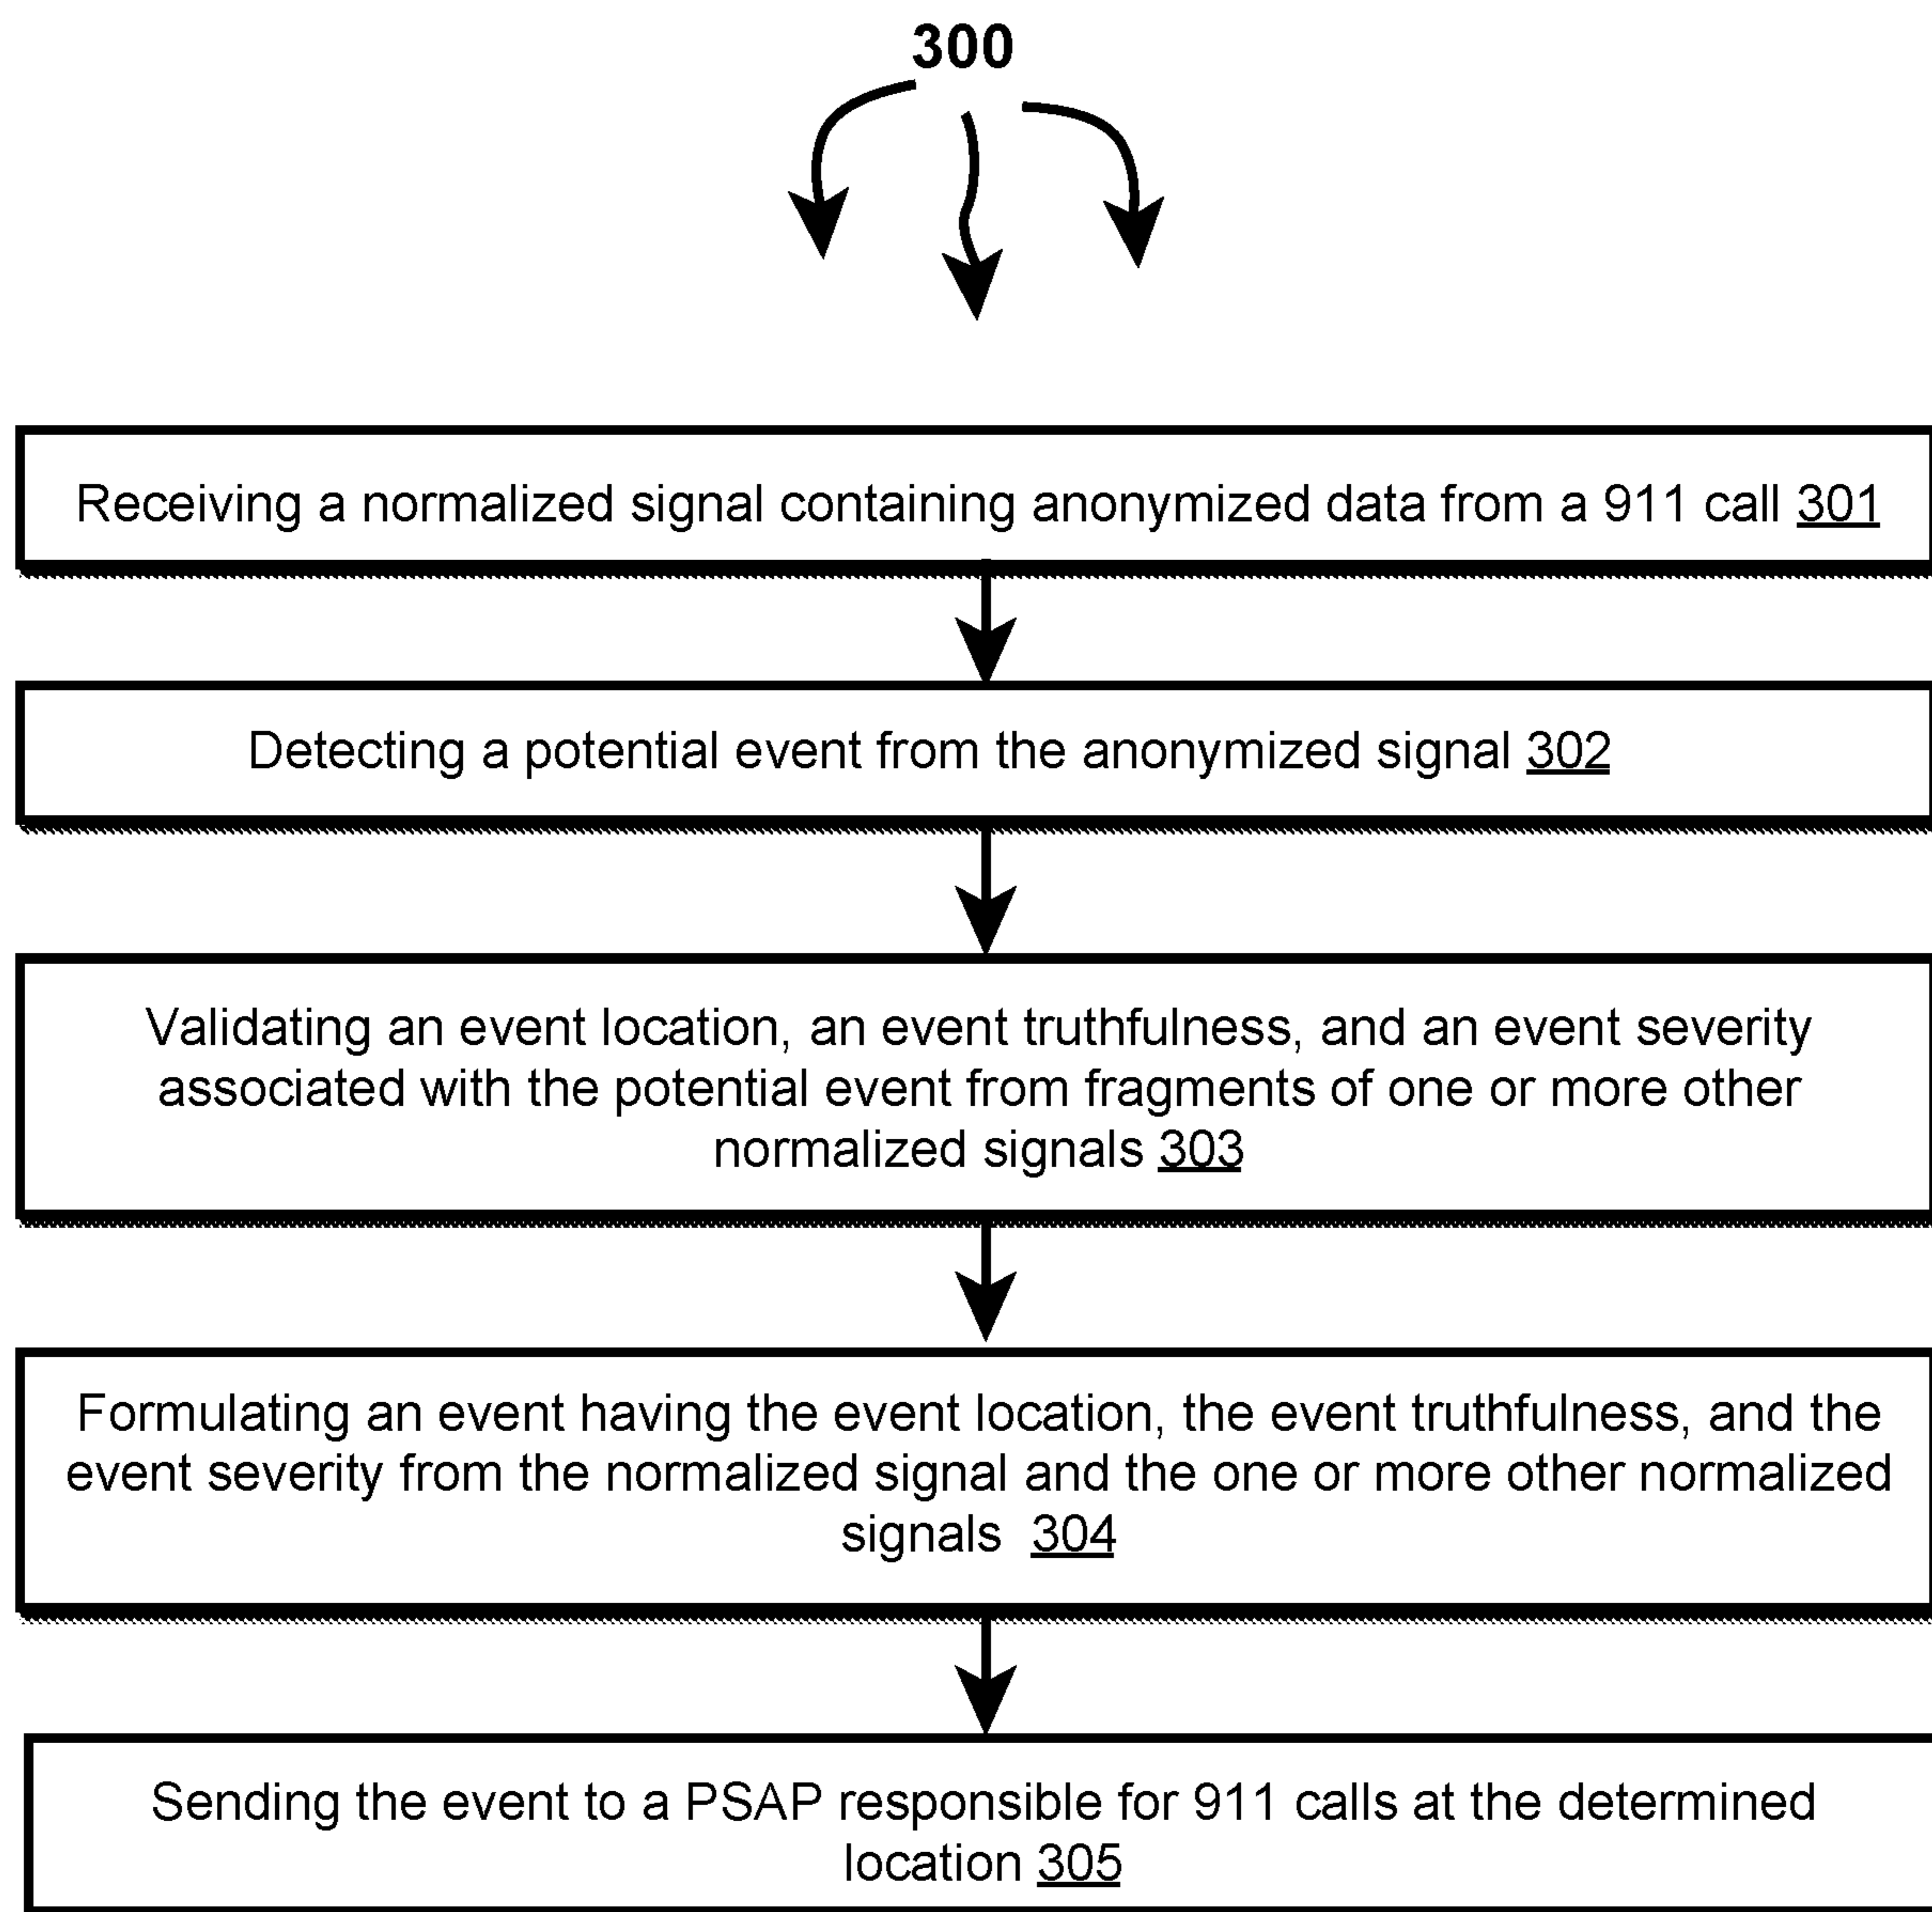 300
Receiving a normalized signal containing anonymized data from a 911 call 301
Detecting a potential event from the anonymized signal 302
Validating an event location, an event truthfulness, and an event severity
associated with the potential event from fragments of one or more other
normalized signals 303
Formulating an event having the event location, the event truthfulness, and the
event severity from the normalized signal and the one or more other normalized
signals 304
Sending the event to a PSAP responsible for 911 calls at the determined
location 305